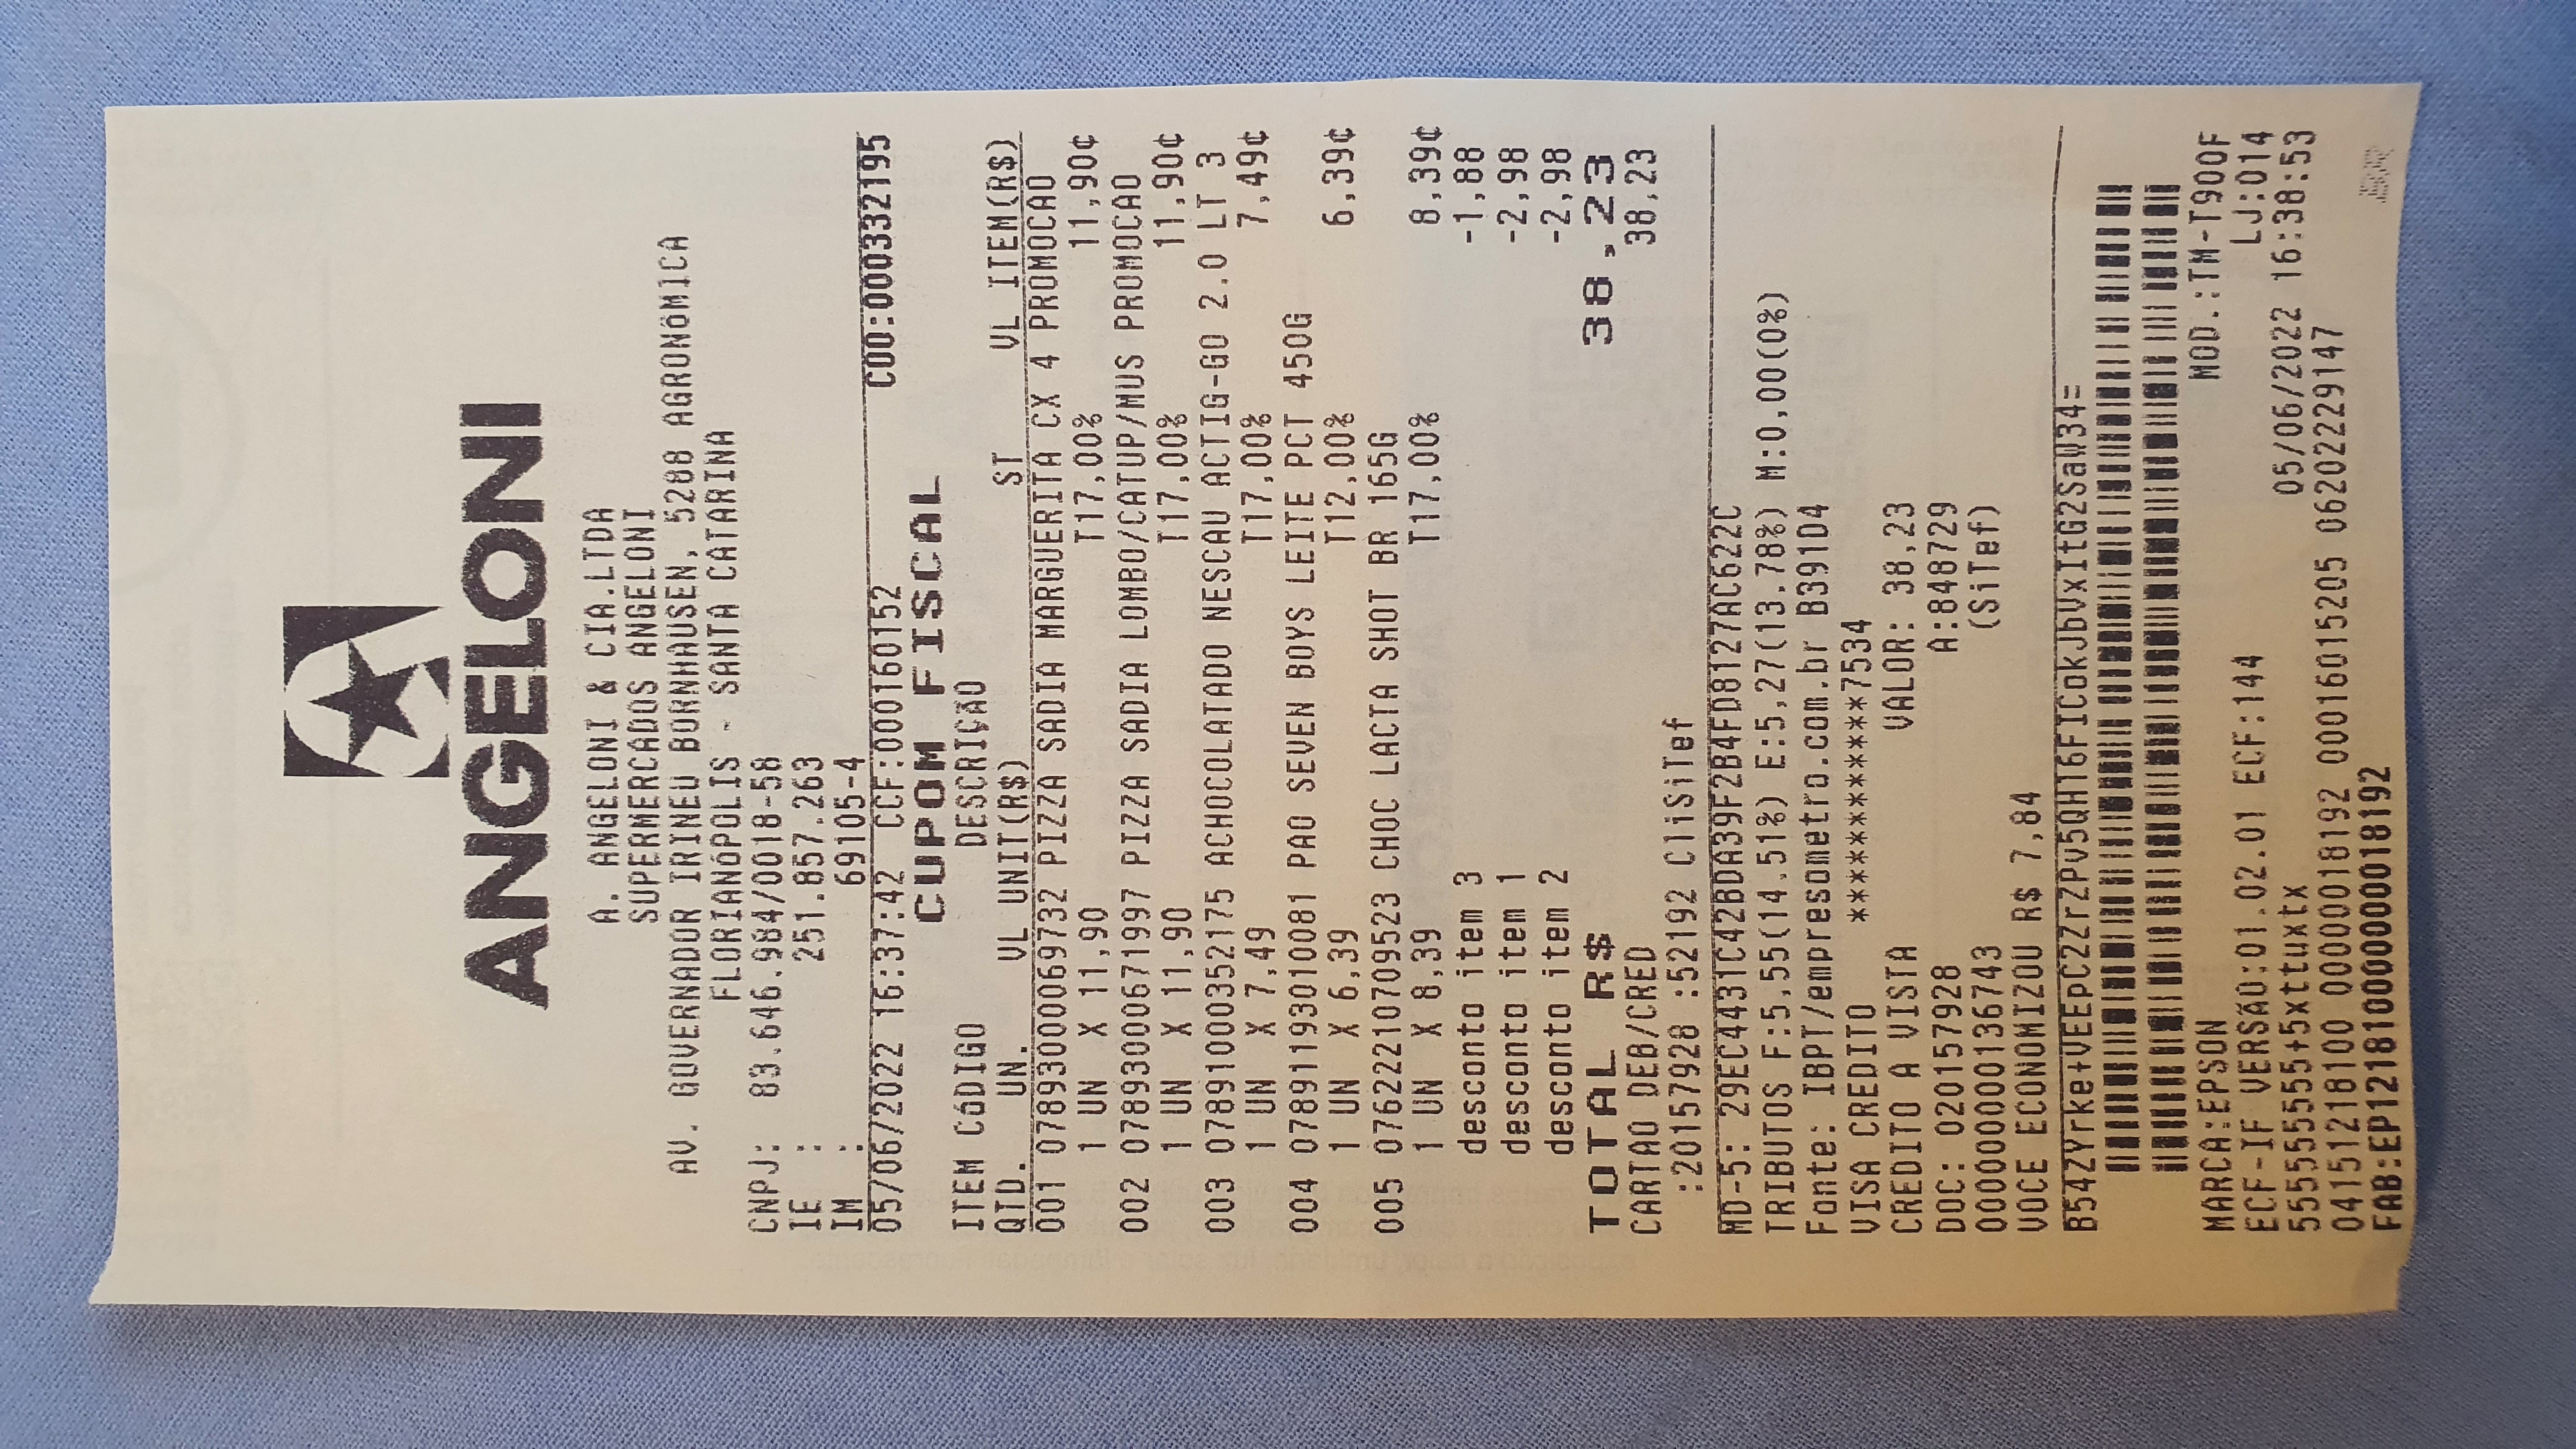 ANGELONI
A. ANGELONI & CIA.LTDA
SUPERMERCADOS ANGELONI
AV. GOVERNADOR IRINEU BORNHAUSEN, 5288 AGRONôMICA
FLORIANóPOLIS - SANTA CATARINA
CNPJ: 83.646.984/0018-58
IE : 251.857.263
IM : 69105-4
05/06/2022 16:37:42 CCF:000160152 COO:000332195
CUPOM FISCAL
ITEM CóDIGO DESCRIÇÃO
QTD. UN. VL UNIT(R$) ST VL ITEM(R$)
001 07893000069732 PIZZA SADIA MARGUERITA CX 4 PROMOCAO
1 UN X 11,90 T17,00% 11,90¢
002 07893000671997 PIZZA SADIA LOMBO/CATUP/MUS PROMOCAO
1 UN X 11,90 T17,00% 11,90¢
003 07891000352175 ACHOCOLATADO NESCAU ACTIG-GO 2.0 LT 3
1 UN X 7,49 T17,00% 7,49¢
004 07891193010081 PAO SEVEN BOYS LEITE PCT 450G
1 UN X 6,39 T12,00% 6,39¢
005 07622210709523 CHOC LACTA SHOT BR 165G
1 UN X 8,39 T17,00% 8,39¢
desconto item 3 -1,88
desconto item 1 -2,98
desconto item 2 -2,98
TOTAL R$ 38,23
CARTAO DEB/CRED 38,23
:20157928 :52192 CliSiTef
MD-5: 29EC4431C42BDA39F2B4FD8127AC622C
TRIBUTOS F:5,55(14.51%) E:5,27(13.78%) M:0,00(0%)
Fonte: IBPT/empresometro.com.br B391D4
VISA CREDITO ************7534
CREDITO A VISTA VALOR: 38,23
DOC: 020157928 A:848729
000000000136743 (SiTef)
VOCE ECONOMIZOU R$ 7,84
B54ZYrke+VEEpC2ZrZPv5QHT6FICokJbVxItG2SaW34=
MARCA:EPSON MOD.:TM-T900F
ECF-IF VERSÃO:01.02.01 ECF:144 LJ:014
555555555+5xttuxtx 05/06/2022 16:38:53
04151218100 00000018192 00016015205 06202229147
FAB:EP121810000000018192
BR